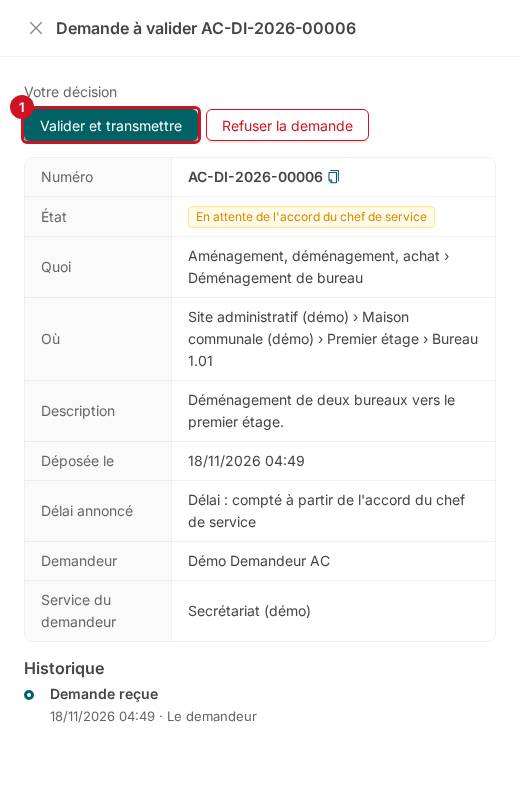 Demande à valider AC-DI-2026-00006
Votre décision
1
Valider et transmettre
Refuser la demande
Numéro
AC-DI-2026-00006
État
En attente de l'accord du chef de service
Quoi
Aménagement, déménagement, achat ›
Déménagement de bureau
Où
Site administratif (démo) › Maison
communale (démo) › Premier étage › Bureau
1.01
Description
Déménagement de deux bureaux vers le
premier étage.
Déposée le
18/11/2026 04:49
Délai annoncé
Délai : compté à partir de l'accord du chef
de service
Demandeur
Démo Demandeur AC
Service du
demandeur
Secrétariat (démo)
Historique
Demande reçue
18/11/2026 04:49 · Le demandeur